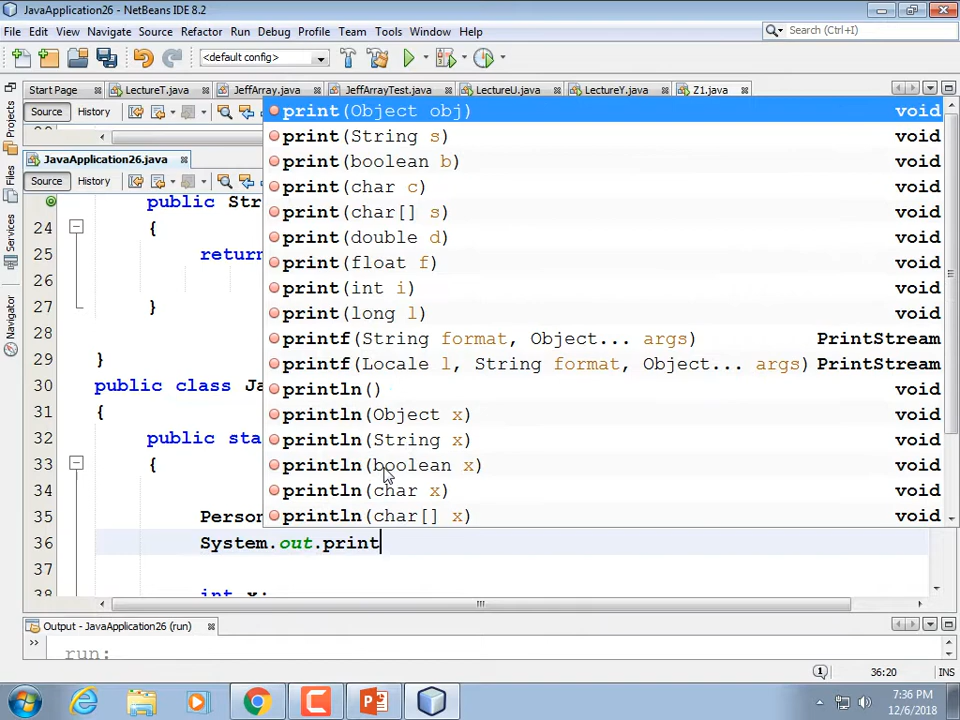 JavaApplication26 - NetBeans IDE 8.2
File Edit View Navigate Source Refactor Run Debug Profile Team Tools Window Help
Search (Ctrl+I)
<default config>
Start Page LectureT.java JeffArray.java JeffArrayTest.java LectureU.java LectureY.java Z1.java
Source History
print(Object obj) void
print(String s) void
print(boolean b) void
print(char c) void
print(char[] s) void
print(double d) void
print(float f) void
print(int i) void
print(long l) void
printf(String format, Object... args) PrintStream
printf(Locale l, String format, Object... args) PrintStream
println() void
println(Object x) void
println(String x) void
println(boolean x) void
println(char x) void
println(char[] x) void
Projects
Files
Services
Navigator
JavaApplication26.java
Source History
public Str
24 {
25 return
26
27 }
28
29 }
30 public class Ja
31 {
32 public sta
33 {
34
35 Person
36 System.out.print
37
38 int x;
Output - JavaApplication26 (run)
run:
1 36:20 INS
7:36 PM
12/6/2018